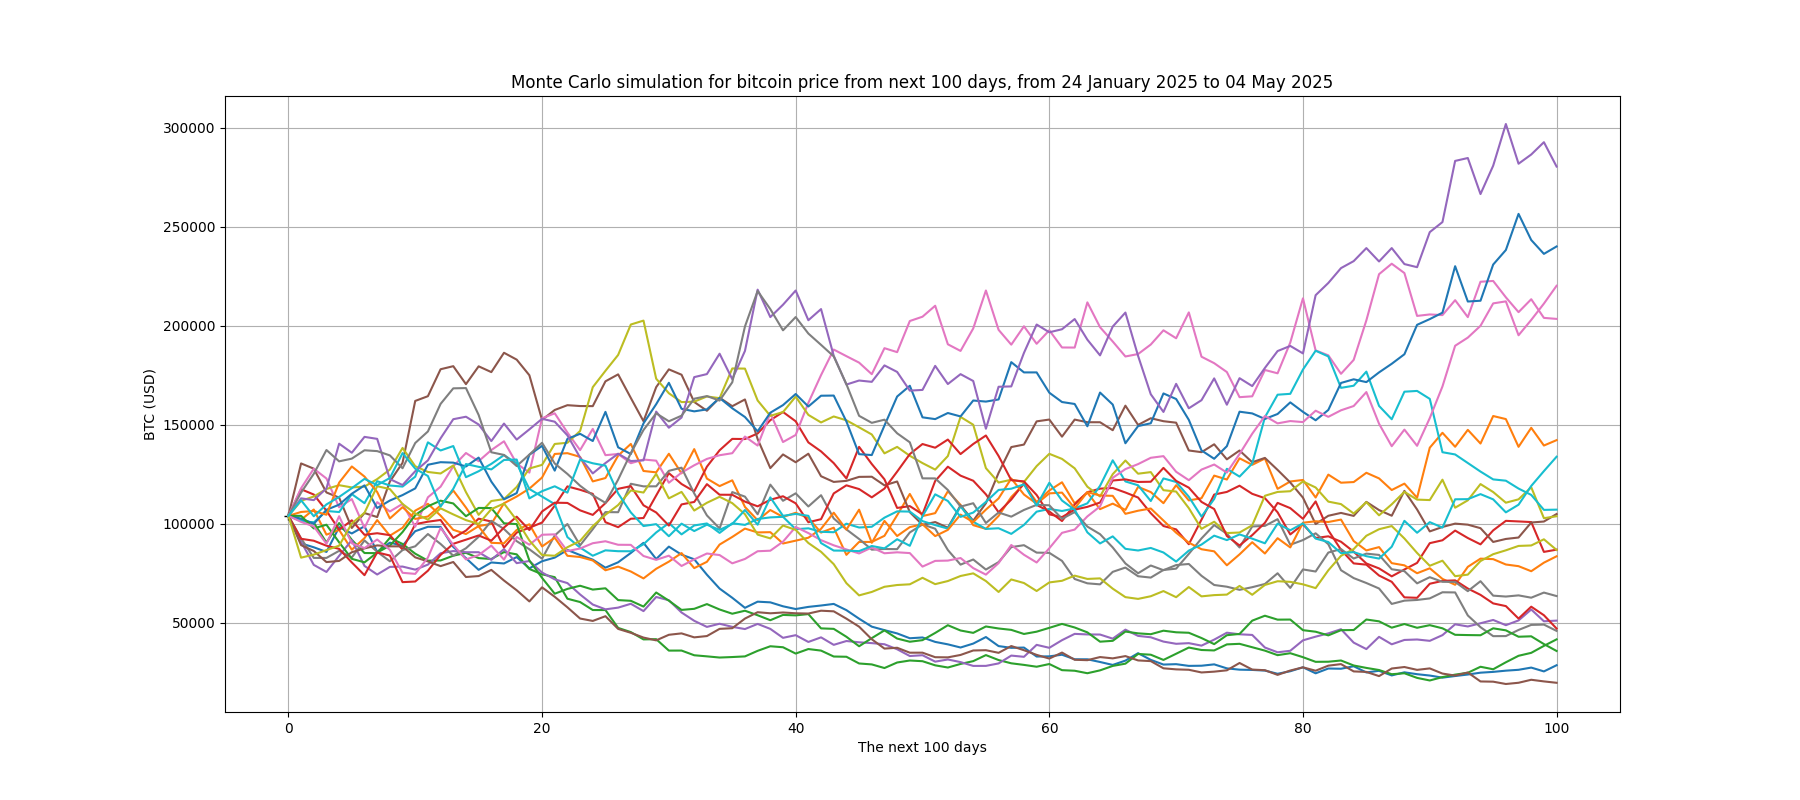 Monte Carlo simulation for bitcoin price from next 100 days, from 24 January 2025 to 04 May 2025
BTC (USD)
300000
250000
200000
150000
100000
50000
0 20 40 60 80 100
The next 100 days